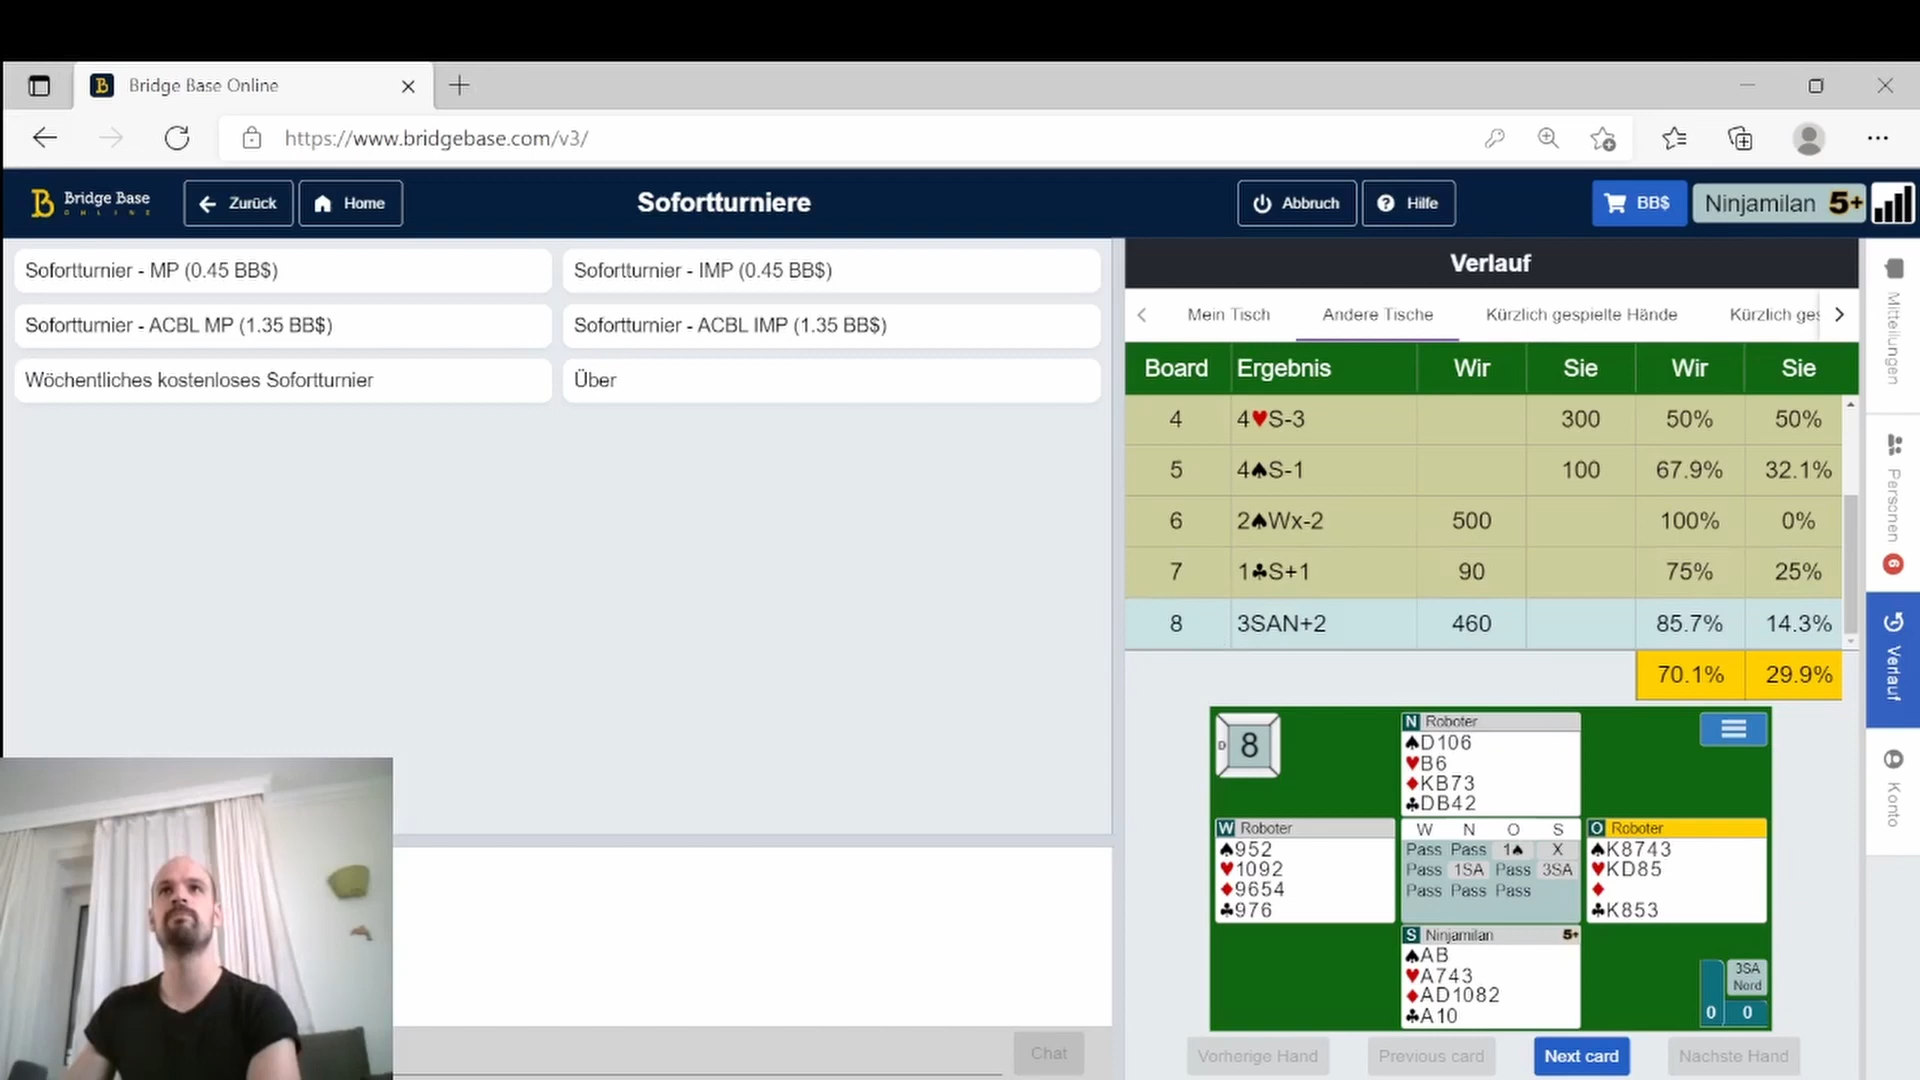 Bridge Base Online
https://www.bridgebase.com/v3/
Bridge Base
ONLINE
Zurück
Home
Sofortturniere
Abbruch
Hilfe
BB$
Ninjamilan 5+
Sofortturnier - MP (0.45 BB$)
Sofortturnier - IMP (0.45 BB$)
Sofortturnier - ACBL MP (1.35 BB$)
Sofortturnier - ACBL IMP (1.35 BB$)
Wöchentliches kostenloses Sofortturnier
Über
Verlauf
Mein Tisch
Andere Tische
Kürzlich gespielte Hände
Kürzlich ges
Board Ergebnis Wir Sie Wir Sie
4 4♥S-3 300 50% 50%
5 4♠S-1 100 67.9% 32.1%
6 2♠Wx-2 500 100% 0%
7 1♣S+1 90 75% 25%
8 3SAN+2 460 85.7% 14.3%
70.1% 29.9%
D 8
N Roboter
♠D106
♥B6
♦KB73
♣DB42
W Roboter
♠952
♥1092
♦9654
♣976
W N O S
Pass Pass 1♠ X
Pass 1SA Pass 3SA
Pass Pass Pass
O Roboter
♠K8743
♥KD85
♦
♣K853
S Ninjamilan 5+
♠AB
♥A743
♦AD1082
♣A10
3SA
Nord
0 0
Vorherige Hand
Previous card
Next card
Nächste Hand
Chat
Mitteilungen
Personen
6
Verlauf
Konto